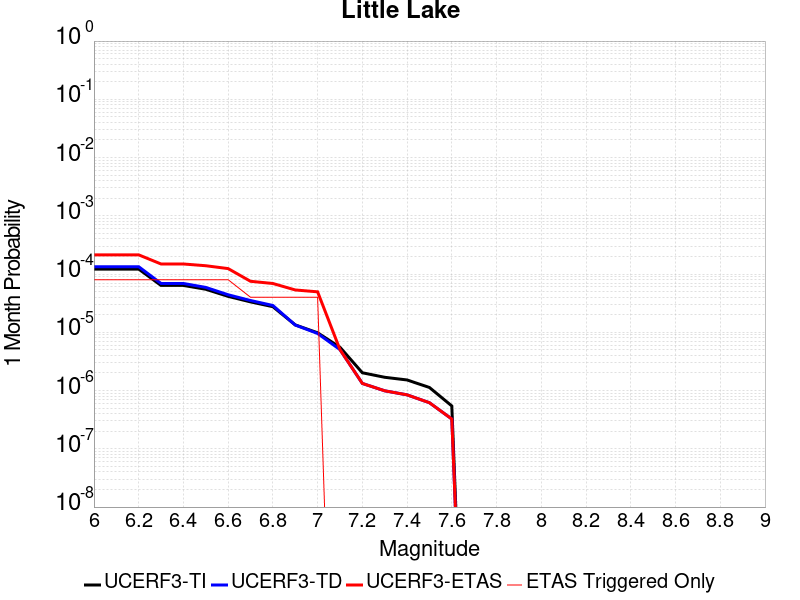 Little Lake
1 Month Probability
10^0
10^-1
10^-2
10^-3
10^-4
10^-5
10^-6
10^-7
10^-8
6 6.2 6.4 6.6 6.8 7 7.2 7.4 7.6 7.8 8 8.2 8.4 8.6 8.8 9
Magnitude
UCERF3-TI UCERF3-TD UCERF3-ETAS ETAS Triggered Only